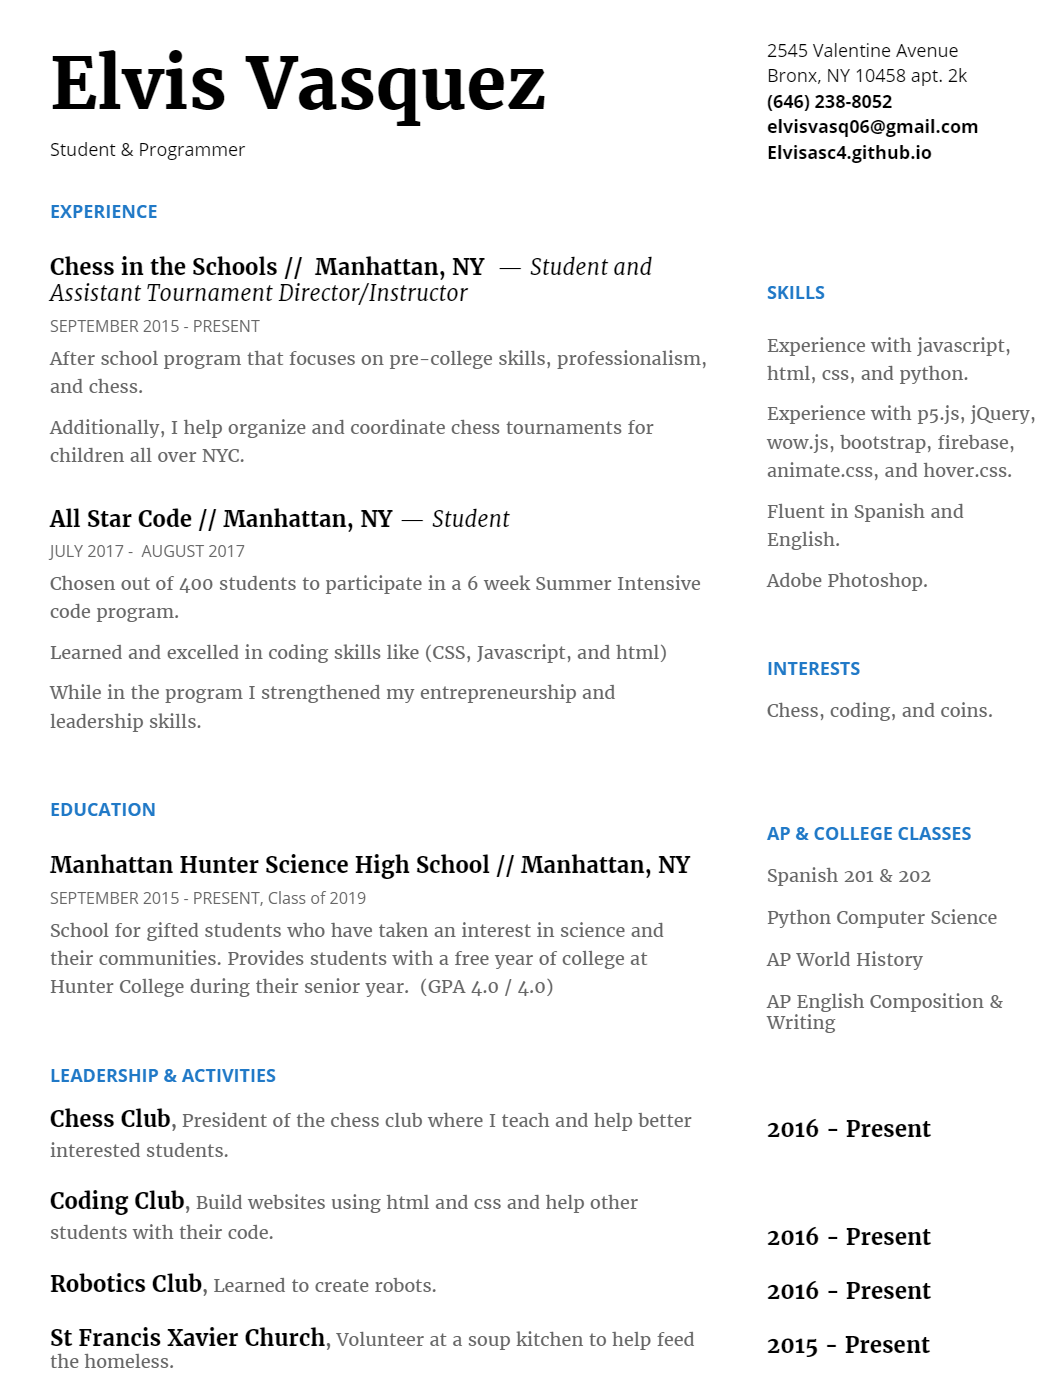 Elvis Vasquez
Student & Programmer
2545 Valentine Avenue
Bronx, NY 10458 apt. 2k
(646) 238-8052
elvisvasq06@gmail.com
Elvisasc4.github.io
EXPERIENCE
Chess in the Schools //  Manhattan, NY  — Student and
Assistant Tournament Director/Instructor
SEPTEMBER 2015 - PRESENT
After school program that focuses on pre-college skills, professionalism,
and chess.
Additionally, I help organize and coordinate chess tournaments for
children all over NYC.
All Star Code // Manhattan, NY — Student
JULY 2017 -  AUGUST 2017
Chosen out of 400 students to participate in a 6 week Summer Intensive
code program.
Learned and excelled in coding skills like (CSS, Javascript, and html)
While in the program I strengthened my entrepreneurship and
leadership skills.
EDUCATION
Manhattan Hunter Science High School // Manhattan, NY
SEPTEMBER 2015 - PRESENT, Class of 2019
School for gifted students who have taken an interest in science and
their communities. Provides students with a free year of college at
Hunter College during their senior year.  (GPA 4.0 / 4.0)
SKILLS
Experience with javascript,
html, css, and python.
Experience with p5.js, jQuery,
wow.js, bootstrap, firebase,
animate.css, and hover.css.
Fluent in Spanish and
English.
Adobe Photoshop.
INTERESTS
Chess, coding, and coins.
AP & COLLEGE CLASSES
Spanish 201 & 202
Python Computer Science
AP World History
AP English Composition &
Writing
LEADERSHIP & ACTIVITIES
Chess Club, President of the chess club where I teach and help better
interested students.
2016 - Present
Coding Club, Build websites using html and css and help other
students with their code.
2016 - Present
Robotics Club, Learned to create robots.
2016 - Present
St Francis Xavier Church, Volunteer at a soup kitchen to help feed
the homeless.
2015 - Present